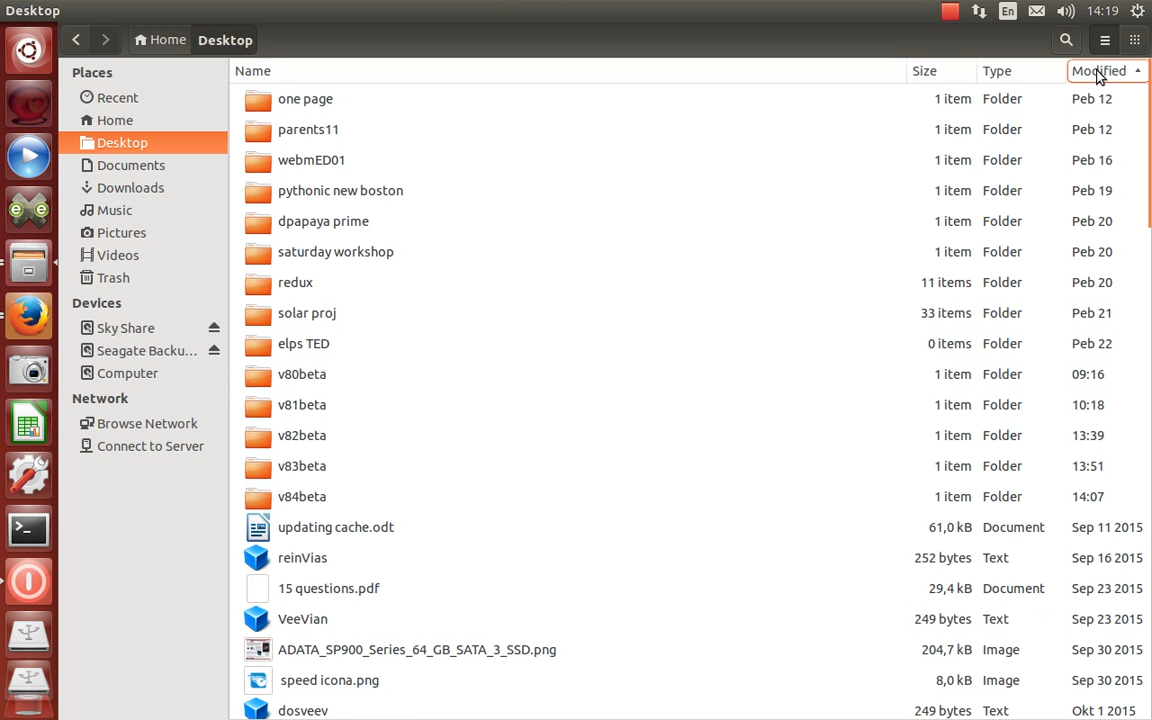 Desktop
En
14:19
Home
Desktop
Places
Recent
Home
Desktop
Documents
Downloads
Music
Pictures
Videos
Trash
Devices
Sky Share
Seagate Backu...
Computer
Network
Browse Network
Connect to Server
Name Size Type Modified
one page 1 item Folder Peb 12
parents11 1 item Folder Peb 12
webmED01 1 item Folder Peb 16
pythonic new boston 1 item Folder Peb 19
dpapaya prime 1 item Folder Peb 20
saturday workshop 1 item Folder Peb 20
redux 11 items Folder Peb 20
solar proj 33 items Folder Peb 21
elps TED 0 items Folder Peb 22
v80beta 1 item Folder 09:16
v81beta 1 item Folder 10:18
v82beta 1 item Folder 13:39
v83beta 1 item Folder 13:51
v84beta 1 item Folder 14:07
updating cache.odt 61,0 kB Document Sep 11 2015
reinVias 252 bytes Text Sep 16 2015
15 questions.pdf 29,4 kB Document Sep 23 2015
VeeVian 249 bytes Text Sep 23 2015
ADATA_SP900_Series_64_GB_SATA_3_SSD.png 204,7 kB Image Sep 30 2015
speed icona.png 8,0 kB Image Sep 30 2015
dosveev 249 bytes Text Okt 1 2015